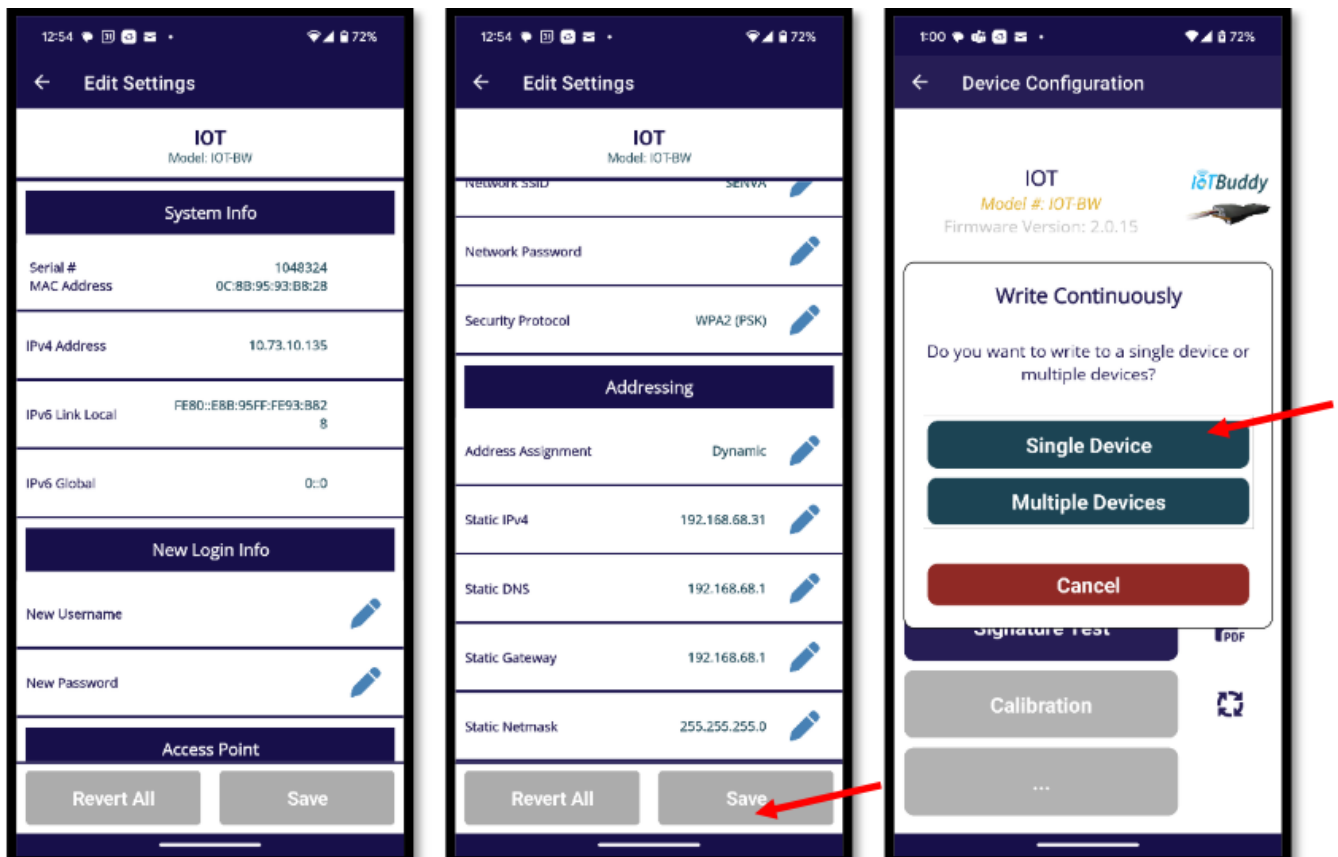 12:54
72%
Edit Settings
IOT
Model: IOT-BW
System Info
Serial # 1048324
MAC Address 0C:8B:95:93:B8:28
IPv4 Address 10.73.10.135
IPv6 Link Local FE80::E8B:95FF:FE93:B82
8
IPv6 Global 0::0
New Login Info
New Username
New Password
Access Point
Revert All Save
12:54
72%
Edit Settings
IOT
Model: IOT-BW
Network SSID SENVA
Network Password
Security Protocol WPA2 (PSK)
Addressing
Address Assignment Dynamic
Static IPv4 192.168.68.31
Static DNS 192.168.68.1
Static Gateway 192.168.68.1
Static Netmask 255.255.255.0
Revert All Save
1:00
72%
Device Configuration
IOT
Model #: IOT-BW
Firmware Version: 2.0.15
IoTBuddy
Write Continuously
Do you want to write to a single device or
multiple devices?
Single Device
Multiple Devices
Cancel
Signature Test
PDF
Calibration
...